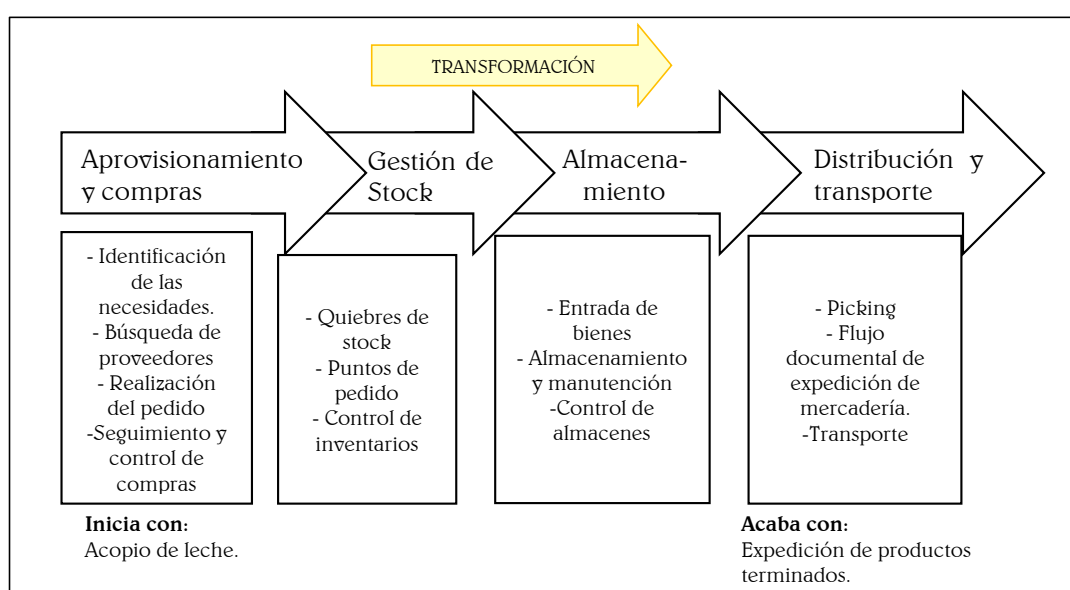 TRANSFORMACIÓN
Aprovisionamiento
y compras
Gestión de
Stock
Almacena-
miento
Distribución y
transporte
- Identificación
de las
necesidades.
- Búsqueda de
proveedores
- Realización
del pedido
-Seguimiento y
control de
compras
- Quiebres de
stock
- Puntos de
pedido
- Control de
inventarios
- Entrada de
bienes
- Almacenamiento
y manutención
-Control de
almacenes
- Picking
- Flujo
documental de
expedición de
mercadería.
-Transporte
Inicia con:
Acopio de leche.
Acaba con:
Expedición de productos
terminados.